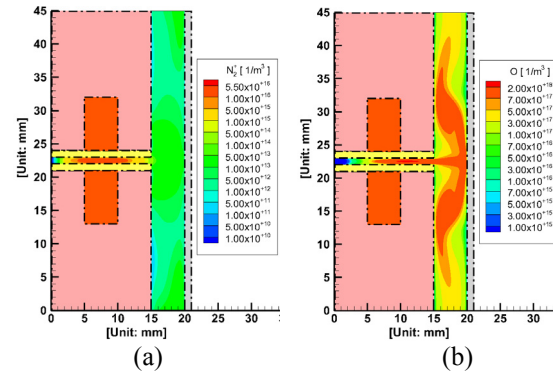 45
40
35
30
25
20
15
10
5
0
0 5 10 15 20 25 30
[Unit: mm]
[Unit: mm]
N₂⁺ [ 1/m³ ]
5.50x10⁺¹⁶
1.00x10⁺¹⁶
5.00x10⁺¹⁵
1.00x10⁺¹⁵
5.00x10⁺¹⁴
1.00x10⁺¹⁴
5.00x10⁺¹³
1.00x10⁺¹³
5.00x10⁺¹²
1.00x10⁺¹²
5.00x10⁺¹¹
1.00x10⁺¹¹
5.00x10⁺¹⁰
1.00x10⁺¹⁰
(a)
45
40
35
30
25
20
15
10
5
0
0 5 10 15 20 25 30
[Unit: mm]
[Unit: mm]
O [ 1/m³ ]
2.00x10⁺¹⁸
7.00x10⁺¹⁷
5.00x10⁺¹⁷
3.00x10⁺¹⁷
1.00x10⁺¹⁷
7.00x10⁺¹⁶
5.00x10⁺¹⁶
3.00x10⁺¹⁶
1.00x10⁺¹⁶
7.00x10⁺¹⁵
5.00x10⁺¹⁵
3.00x10⁺¹⁵
1.00x10⁺¹⁵
(b)